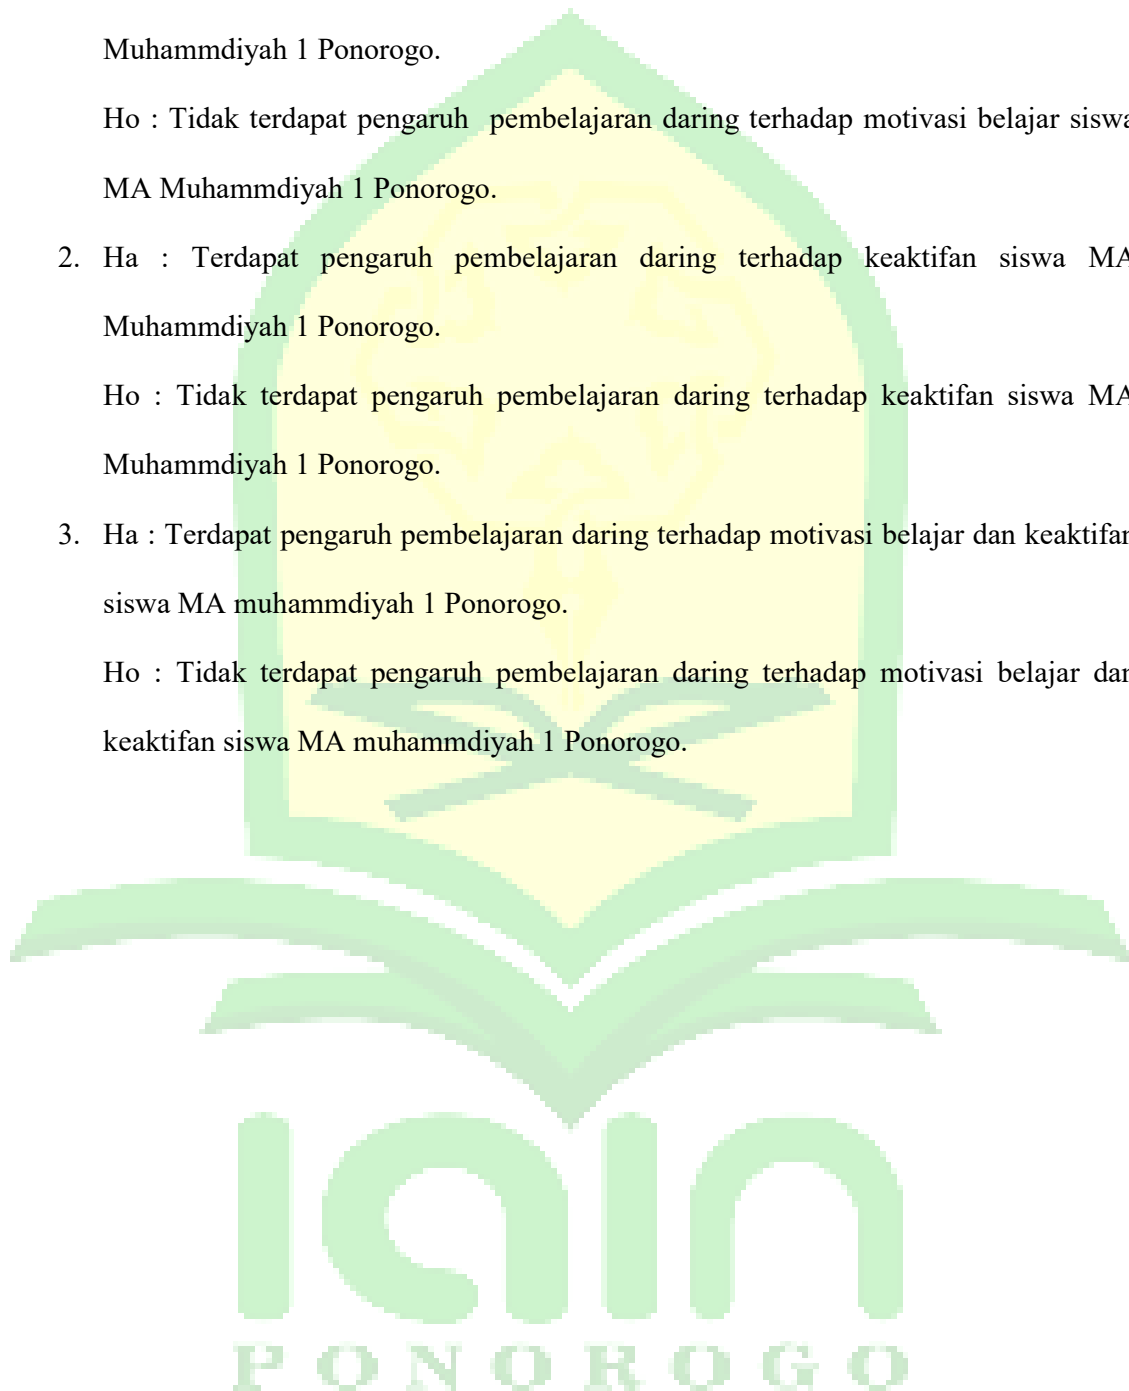 Muhammdiyah 1 Ponorogo.
Ho : Tidak terdapat pengaruh pembelajaran daring terhadap motivasi belajar siswa
MA Muhammdiyah 1 Ponorogo.
2. Ha : Terdapat pengaruh pembelajaran daring terhadap keaktifan siswa MA
Muhammdiyah 1 Ponorogo.
Ho : Tidak terdapat pengaruh pembelajaran daring terhadap keaktifan siswa MA
Muhammdiyah 1 Ponorogo.
3. Ha : Terdapat pengaruh pembelajaran daring terhadap motivasi belajar dan keaktifan
siswa MA muhammdiyah 1 Ponorogo.
Ho : Tidak terdapat pengaruh pembelajaran daring terhadap motivasi belajar dan
keaktifan siswa MA muhammdiyah 1 Ponorogo.
iain
PONOROGO